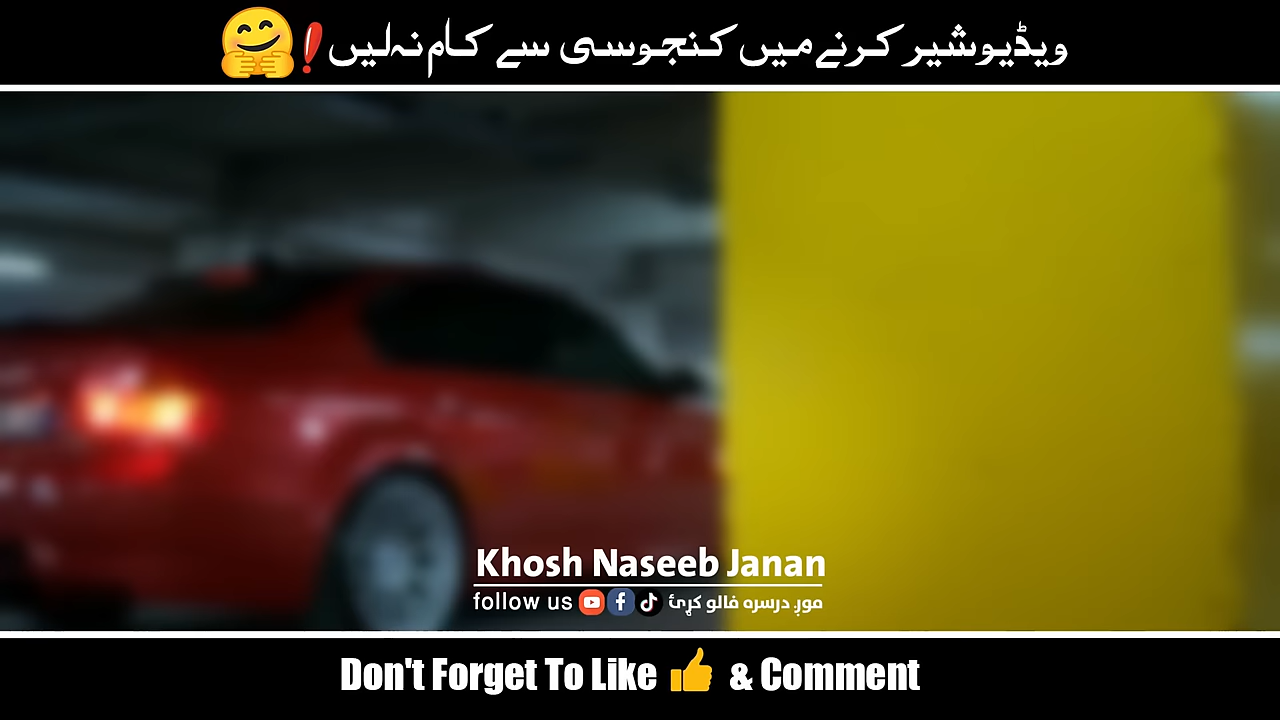 ویڈیو شیر کرنے میں کنجوسی سے کام نہ لیں❗🤗
Khosh Naseeb Janan
follow us موږ درسره فالو کړئ
Don't Forget To Like 👍 & Comment